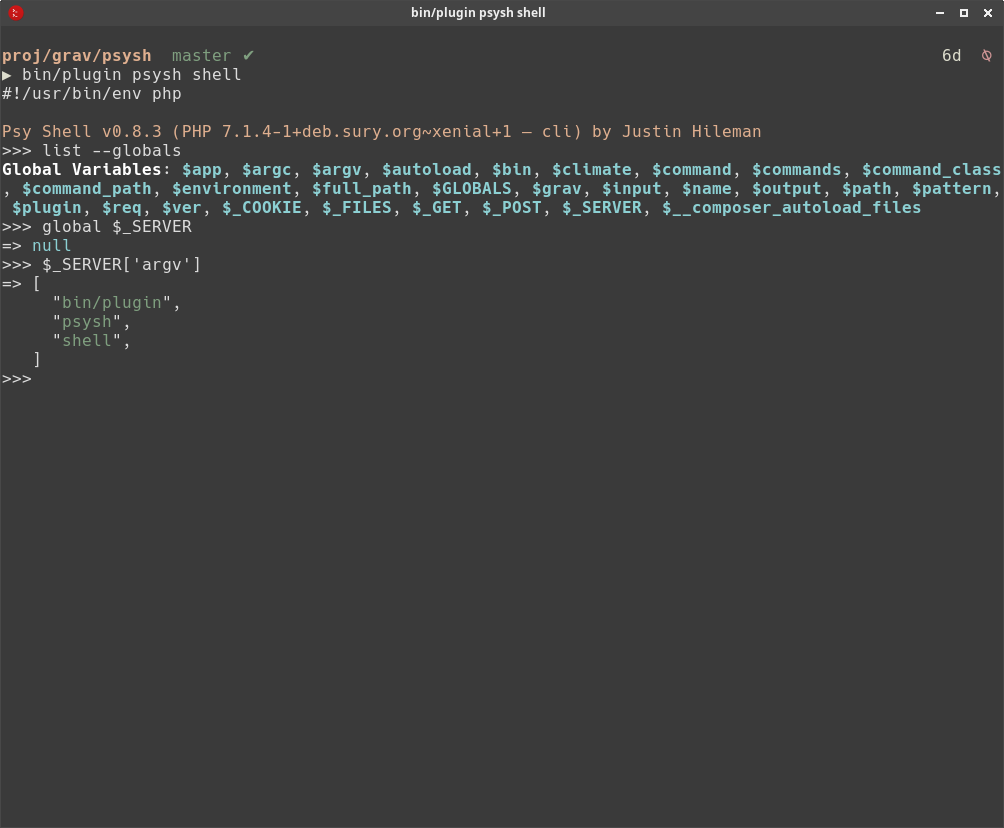 bin/plugin psysh shell
proj/grav/psysh master ✔ 6d
▶ bin/plugin psysh shell
#!/usr/bin/env php
Psy Shell v0.8.3 (PHP 7.1.4-1+deb.sury.org~xenial+1 — cli) by Justin Hileman
>>> list --globals
Global Variables: $app, $argc, $argv, $autoload, $bin, $climate, $command, $commands, $command_class
, $command_path, $environment, $full_path, $GLOBALS, $grav, $input, $name, $output, $path, $pattern,
$plugin, $req, $ver, $_COOKIE, $_FILES, $_GET, $_POST, $_SERVER, $__composer_autoload_files
>>> global $_SERVER
=> null
>>> $_SERVER['argv']
=> [
"bin/plugin",
"psysh",
"shell",
]
>>>